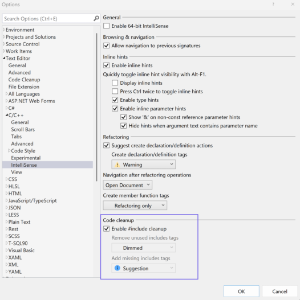 Options
Search Options (Ctrl+E)
Environment
Projects and Solutions
Source Control
Work Items
Text Editor
General
Advanced
Code Cleanup
File Extension
All Languages
ASP.NET Web Forms
C#
C/C++
General
Scroll Bars
Tabs
Advanced
Code Style
Experimental
IntelliSense
View
CSS
HLSL
HTML
JavaScript/TypeScript
JSON
LESS
Plain Text
Razor
SCSS
T-SQL90
Visual Basic
XAML
XML
YAML
General
Enable 64-bit IntelliSense
Browsing & navigation
Allow navigation to previous signatures
Inline hints
Enable inline hints
Quickly toggle inline hint visibility with Alt-F1.
Display inline hints
Press Ctrl twice to toggle inline hints
Enable type hints
Enable inline parameter hints
Show '&' on non-const reference parameter hints
Hide hints when argument text contains parameter name
Refactoring
Suggest create declaration/definition actions
Create declaration/definition tags
Warning
Navigation after refactoring operations
Open Document
Create member function tags
Refactoring only
Code cleanup
Enable #include cleanup
Remove unused includes tags
Dimmed
Add missing includes tags
Suggestion
OK
Cancel